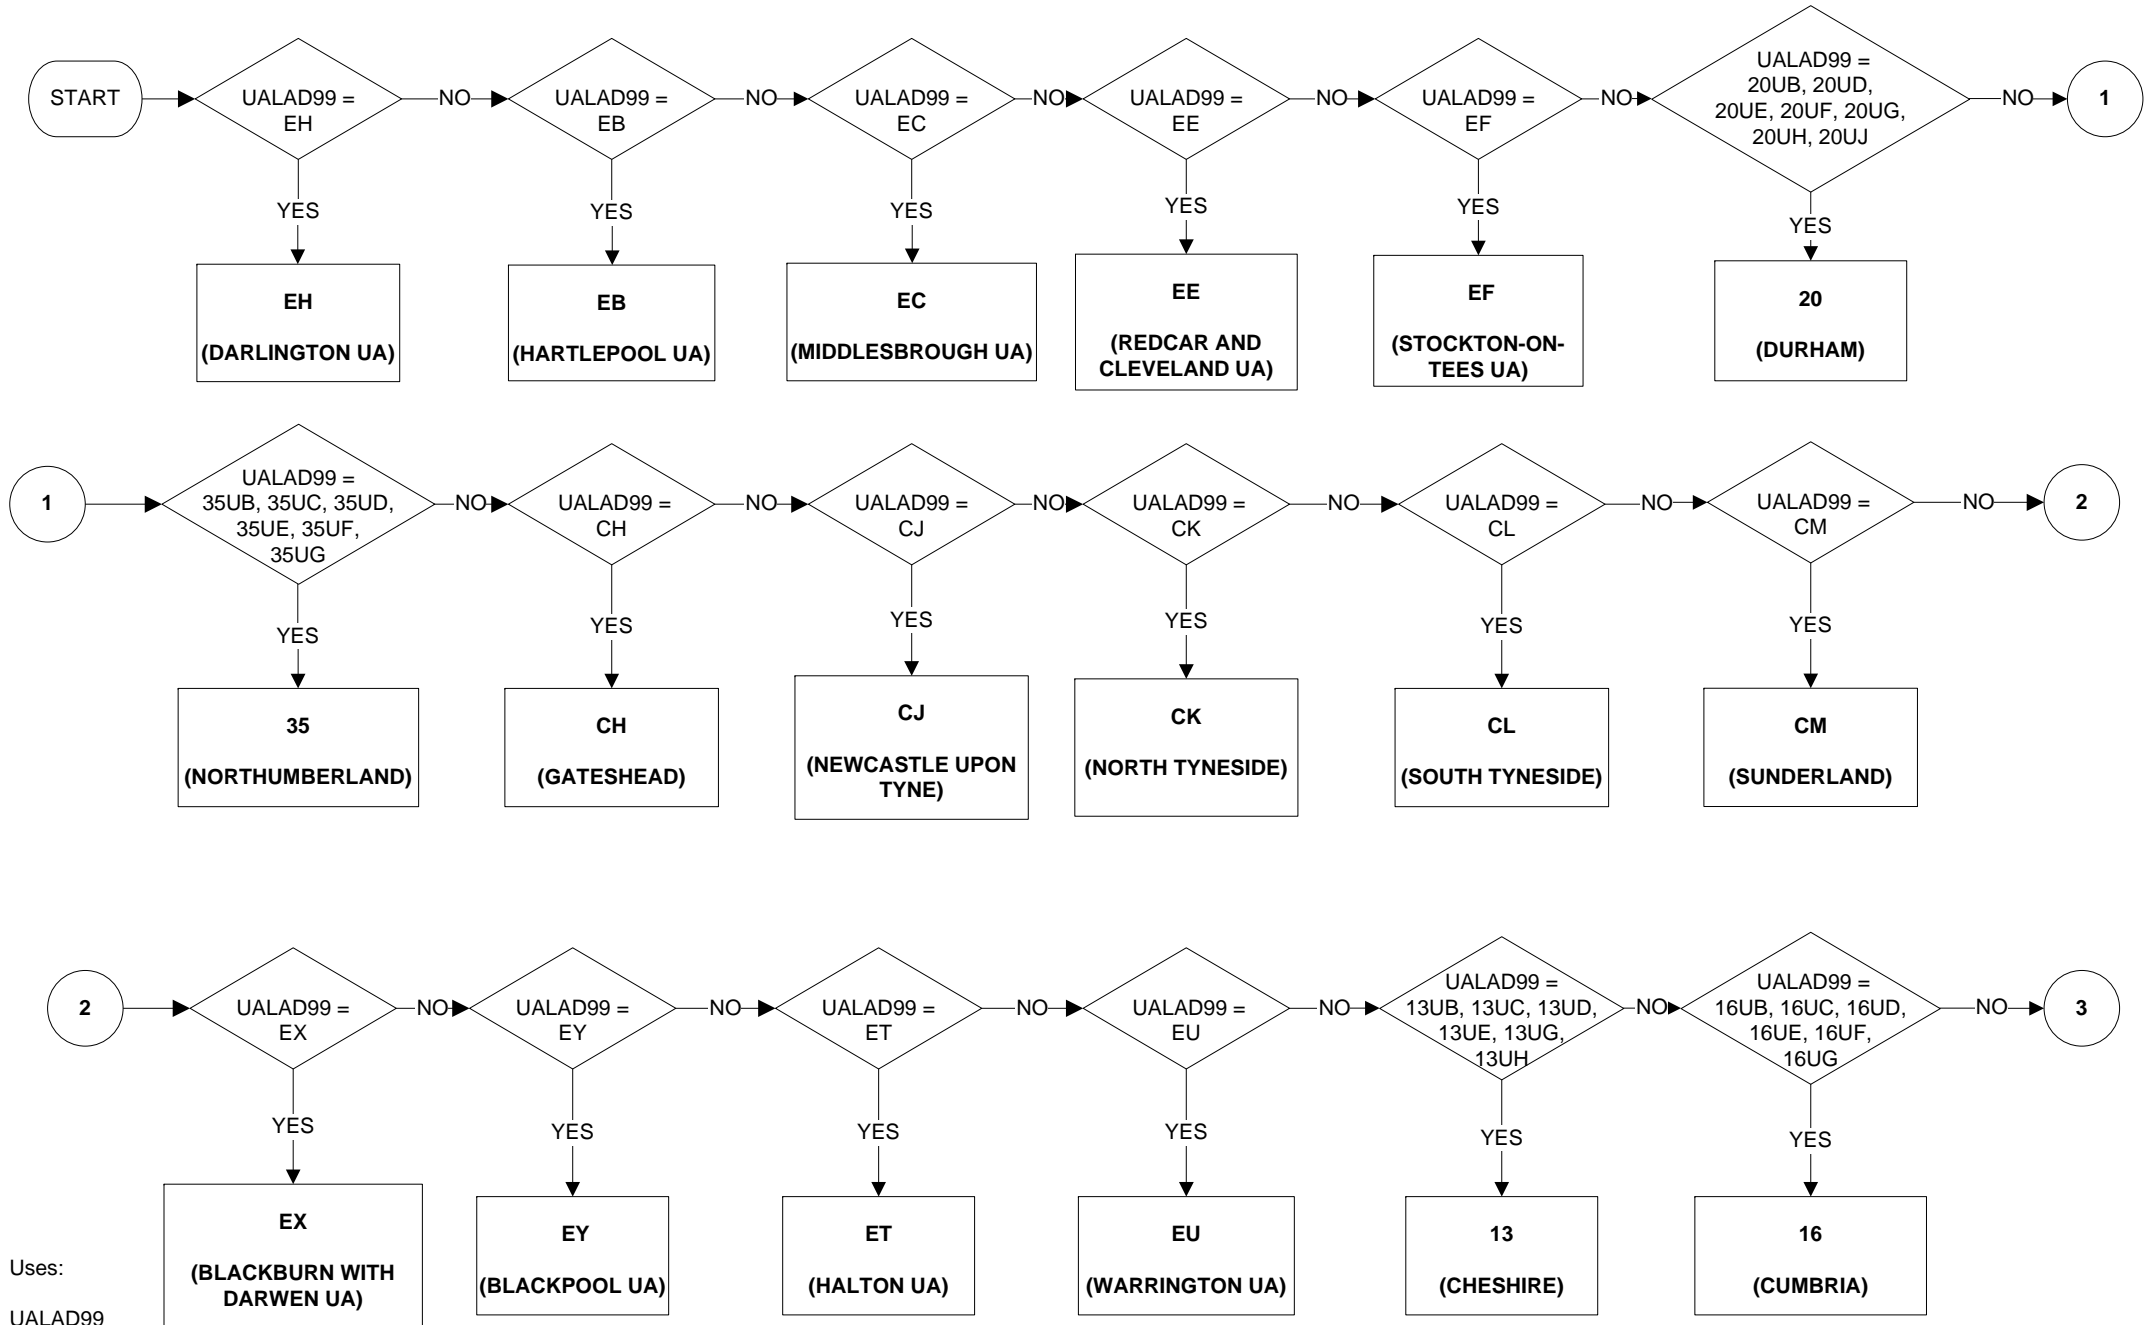 START
UALAD99 =
EH
NO
UALAD99 =
EB
NO
UALAD99 =
EC
NO
UALAD99 =
EE
NO
UALAD99 =
EF
NO
UALAD99 =
20UB, 20UD,
20UE, 20UF, 20UG,
20UH, 20UJ
NO
1
YES
YES
YES
YES
YES
YES
EH
(DARLINGTON UA)
EB
(HARTLEPOOL UA)
EC
(MIDDLESBROUGH UA)
EE
(REDCAR AND
CLEVELAND UA)
EF
(STOCKTON-ON-
TEES UA)
20
(DURHAM)
1
UALAD99 =
35UB, 35UC, 35UD,
35UE, 35UF,
35UG
NO
UALAD99 =
CH
NO
UALAD99 =
CJ
NO
UALAD99 =
CK
NO
UALAD99 =
CL
NO
UALAD99 =
CM
NO
2
YES
YES
YES
YES
YES
YES
35
(NORTHUMBERLAND)
CH
(GATESHEAD)
CJ
(NEWCASTLE UPON
TYNE)
CK
(NORTH TYNESIDE)
CL
(SOUTH TYNESIDE)
CM
(SUNDERLAND)
2
UALAD99 =
EX
NO
UALAD99 =
EY
NO
UALAD99 =
ET
NO
UALAD99 =
EU
NO
UALAD99 =
13UB, 13UC, 13UD,
13UE, 13UG,
13UH
NO
UALAD99 =
16UB, 16UC, 16UD,
16UE, 16UF,
16UG
NO
3
YES
YES
YES
YES
YES
YES
EX
(BLACKBURN WITH
DARWEN UA)
EY
(BLACKPOOL UA)
ET
(HALTON UA)
EU
(WARRINGTON UA)
13
(CHESHIRE)
16
(CUMBRIA)
Uses:
UALAD99